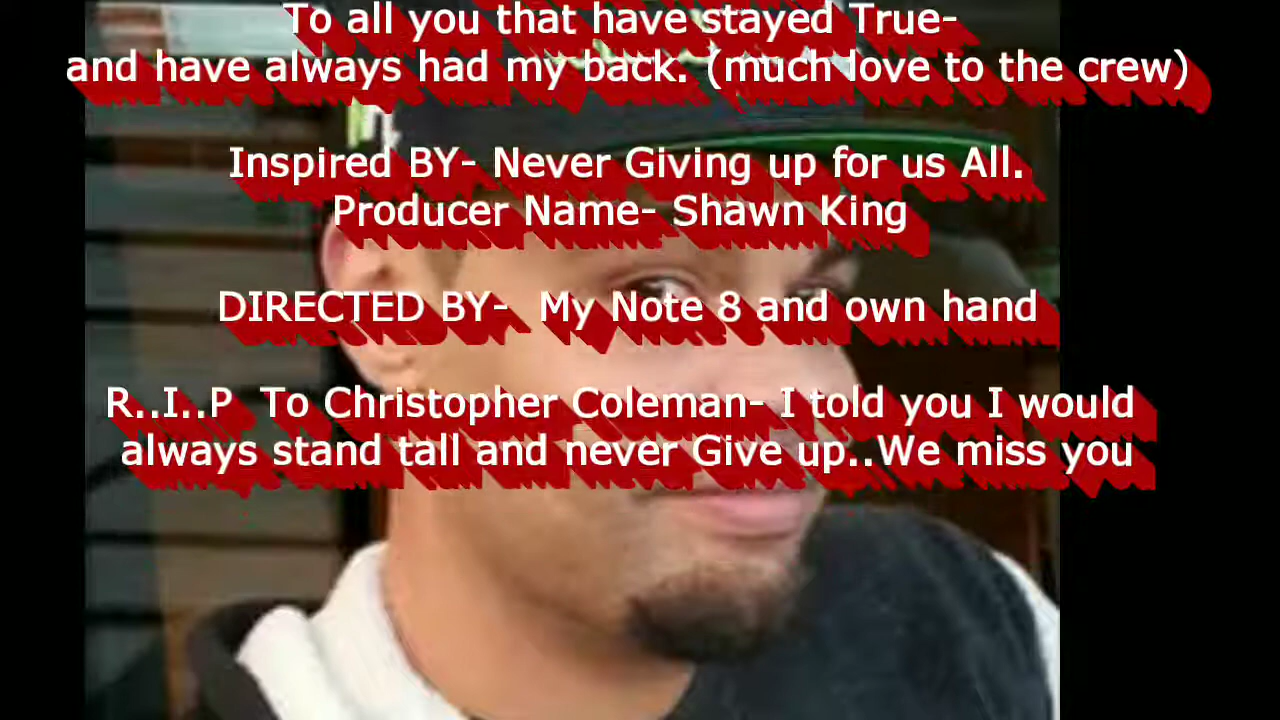 To all you that have stayed True-
and have always had my back. (much love to the crew)
Inspired BY- Never Giving up for us All.
Producer Name- Shawn King
DIRECTED BY-  My Note 8 and own hand
R..I..P  To Christopher Coleman- I told you I would
always stand tall and never Give up..We miss you